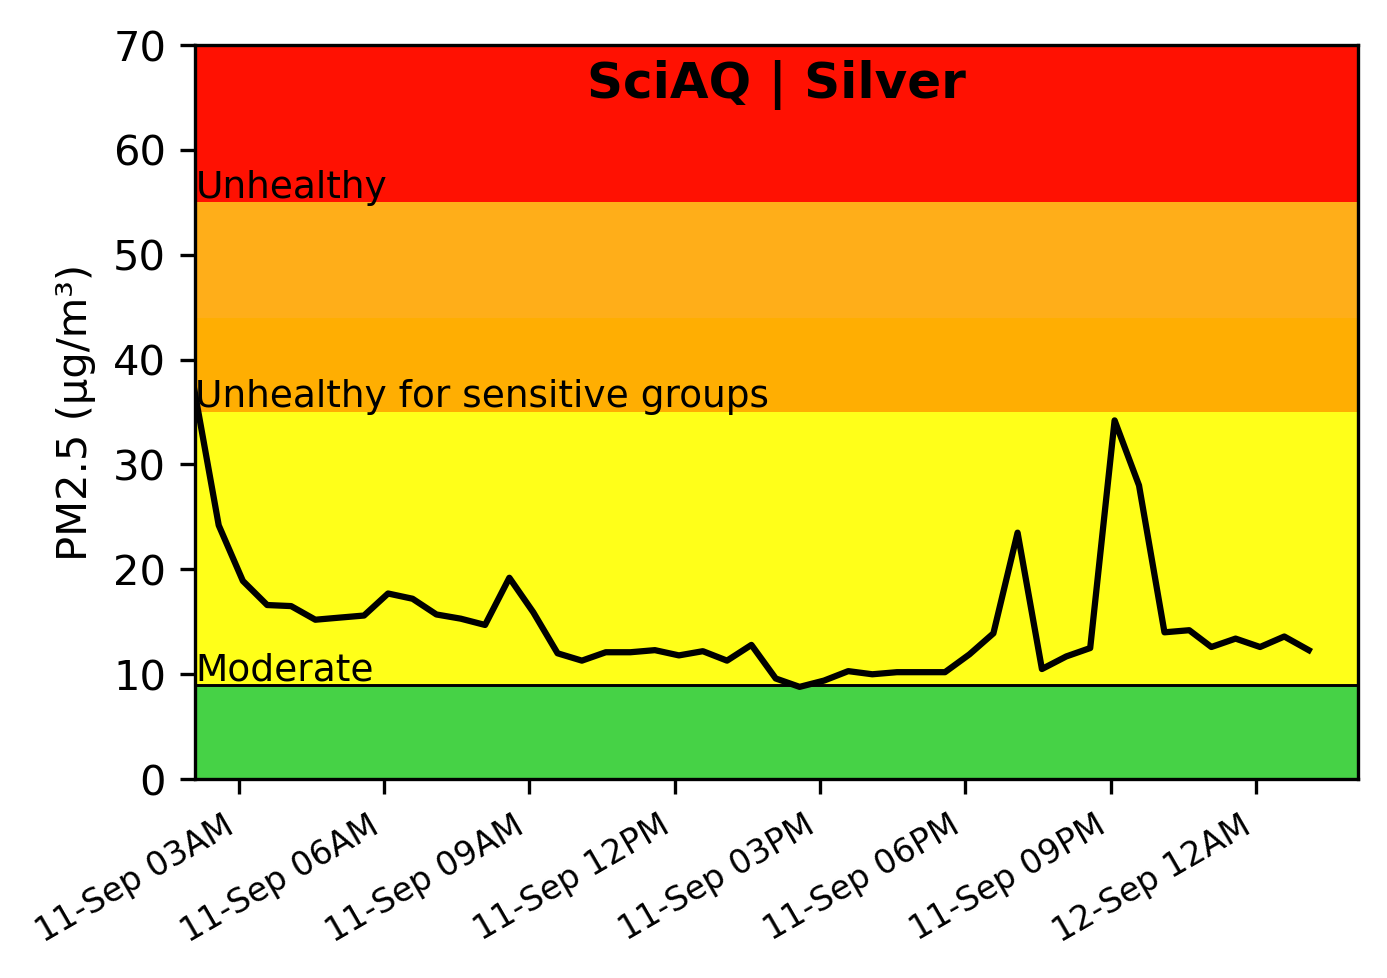 SciAQ | Silver
70
60
50
40
30
20
10
0
PM2.5 (µg/m³)
Unhealthy
Unhealthy for sensitive groups
Moderate
11-Sep 03AM
11-Sep 06AM
11-Sep 09AM
11-Sep 12PM
11-Sep 03PM
11-Sep 06PM
11-Sep 09PM
12-Sep 12AM